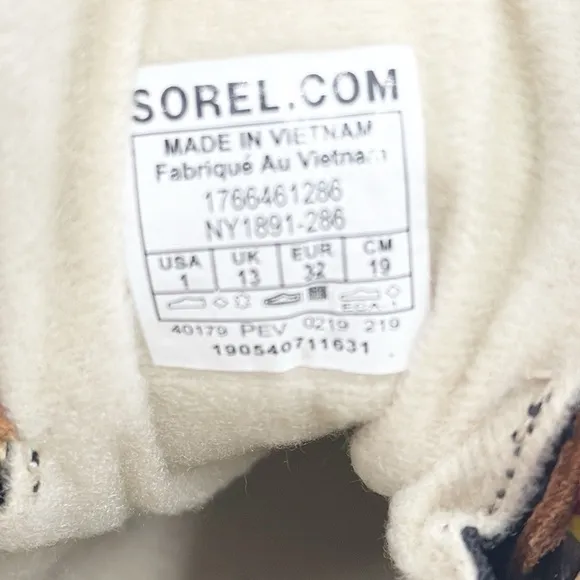 SOREL.COM
MADE IN VIETNAM
Fabriqué Au Vietnam
1766461286
NY1891-286
USA UK EUR CM
1 13 32 19
40179 PEV 0219 219
190540711631